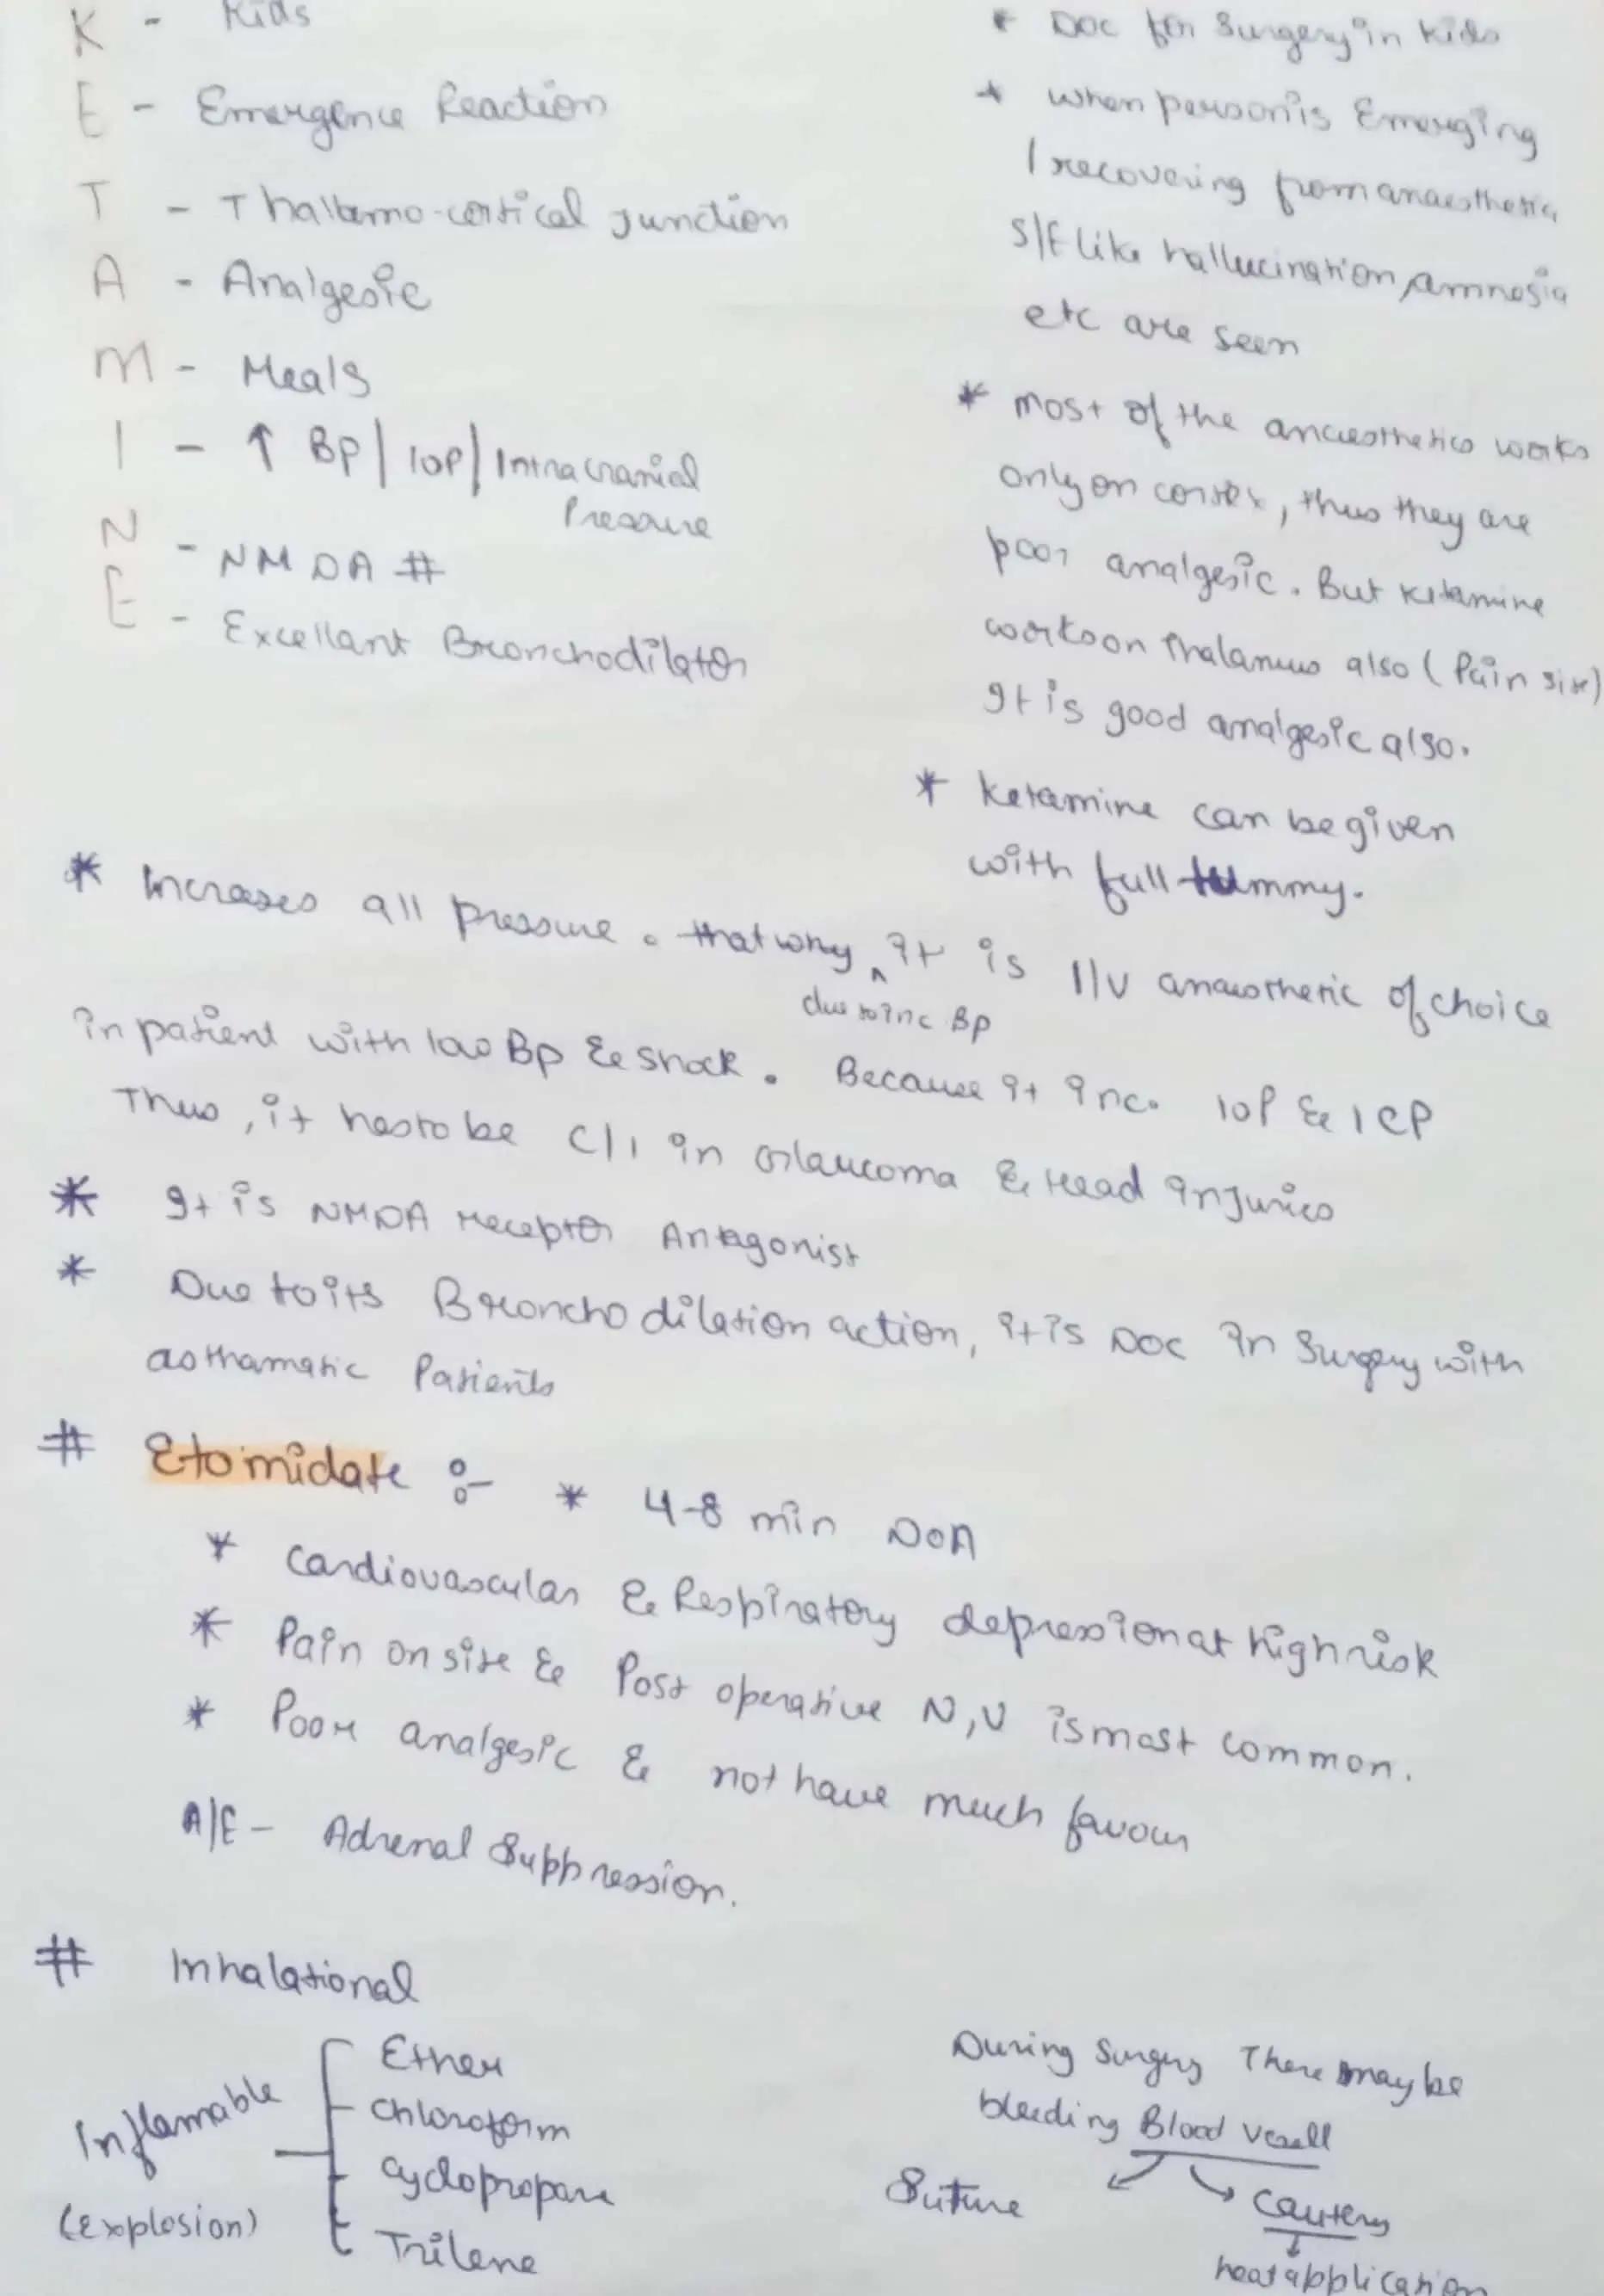 K - Kids
E - Emergence Reaction
T - Thallamo-cortical Junction
A - Analgesic
M - Meals
I - ↑ BP | IOP | Intracranial
Pressure
N - NMDA #
E - Excellant Bronchodilator
* DOC for Surgery in Kids
* when person is Emerging
/ recovering from anaesthetic
S/E like hallucination, amnesia
etc are seen
* most of the anaesthetics works
only on cortex, thus they are
poor analgesic. But ketamine
works on Thalamus also (Pain site)
It is good analgesic also.
* Ketamine can be given
with full tummy.
* Increases all pressure. that why ^ it is I/V anaesthetic of choice
due to inc BP
in patient with low BP & Shock. Because it inc. IOP & ICP
Thus, it has to be C/I in Glaucoma & Head Injuries
* It is NMDA receptor Antagonist
* Due to its Broncho dilation action, it is DOC in Surgery with
asthamatic Patients
# Etomidate :- * 4-8 min DOA
* Cardiovascular & Respiratory depression at high risk
* Pain on site & Post operative N,V is most common.
* Poor analgesic & not have much favour
A/E - Adrenal Suppression.
# Inhalational
Inflamable
(explosion)
Ether
Chloroform
Cyclopropane
Trilene
During Surgery There may be
bleeding Blood Vesell
Suture
Cautery
heat application